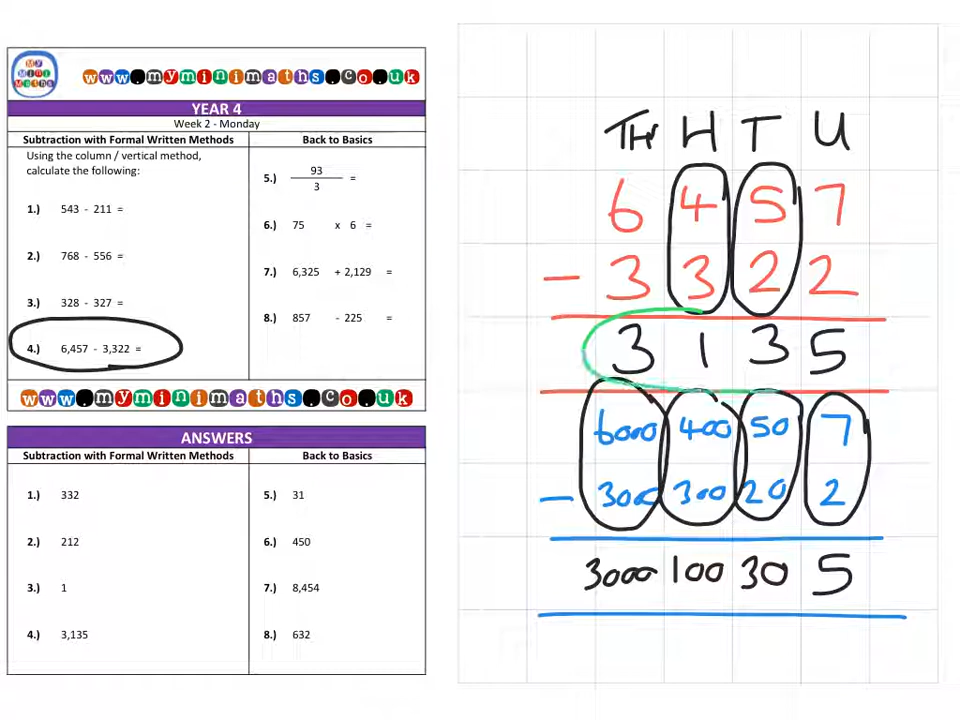 My
Mini
Maths
www.myminimaths.co.uk
YEAR 4
Week 2 - Monday
Subtraction with Formal Written Methods
Back to Basics
Using the column / vertical method,
calculate the following:
1.) 543 - 211 =
2.) 768 - 556 =
3.) 328 - 327 =
4.) 6,457 - 3,322 =
5.) 93
3 =
6.) 75 x 6 =
7.) 6,325 + 2,129 =
8.) 857 - 225 =
www.myminimaths.co.uk
ANSWERS
Subtraction with Formal Written Methods
Back to Basics
1.) 332
2.) 212
3.) 1
4.) 3,135
5.) 31
6.) 450
7.) 8,454
8.) 632
TH H T U
6 4 5 7
- 3 3 2 2
3 1 3 5
6000 400 50 7
- 3000 300 20 2
3000 100 30 5